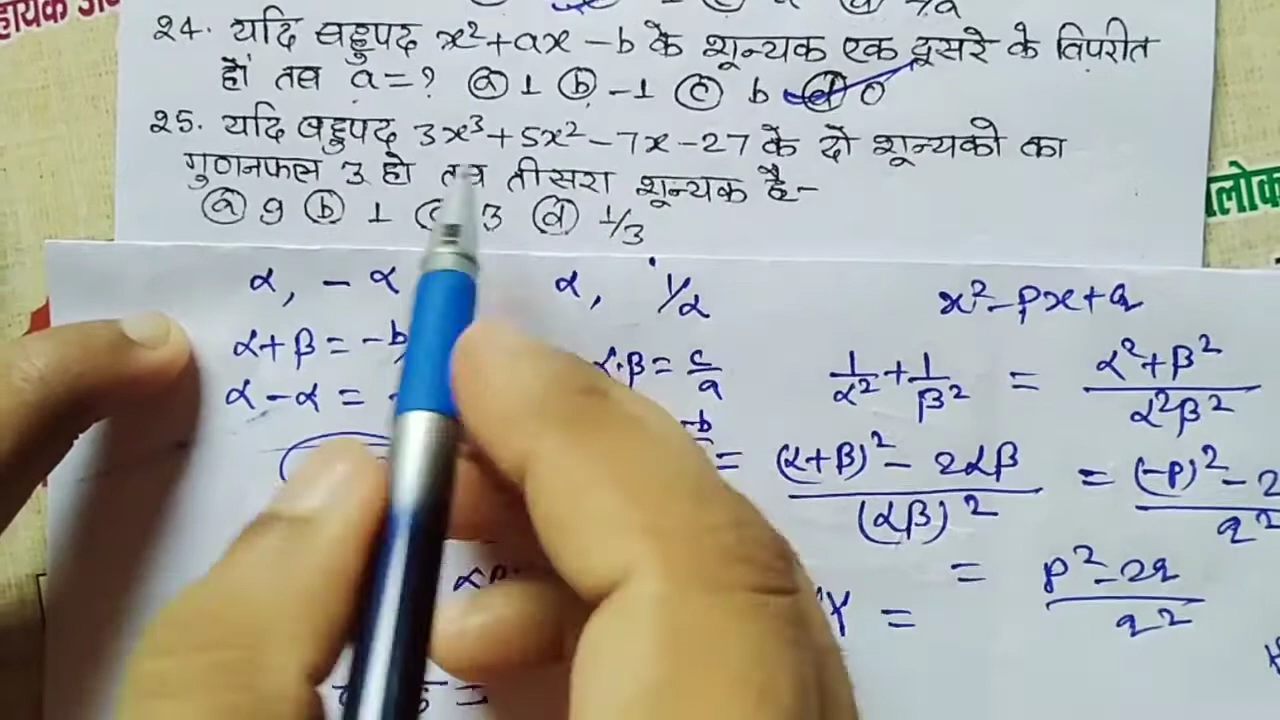 24. यदि बहुपद x²+ax-b के शून्यक एक दूसरे के विपरीत
हों तब a=? ⓐ 1 ⓑ -1 ⓒ b ⓓ 0
25. यदि बहुपद 3x³+5x²-7x-27 के दो शून्यको का
गुणनफल 3 हो तब तीसरा शून्यक है-
ⓐ 9 ⓑ 1 ⓒ 3 ⓓ 1/3
α, -α α, 1/α x²-px+q
α+β = -b α·β = c/a 1/α²+1/β² = α²+β²/α²β²
α-α = -b = (α+β)²-2αβ/(αβ)² = (-p)²-2/q²
= p²-2q/q²
γ =
लोक